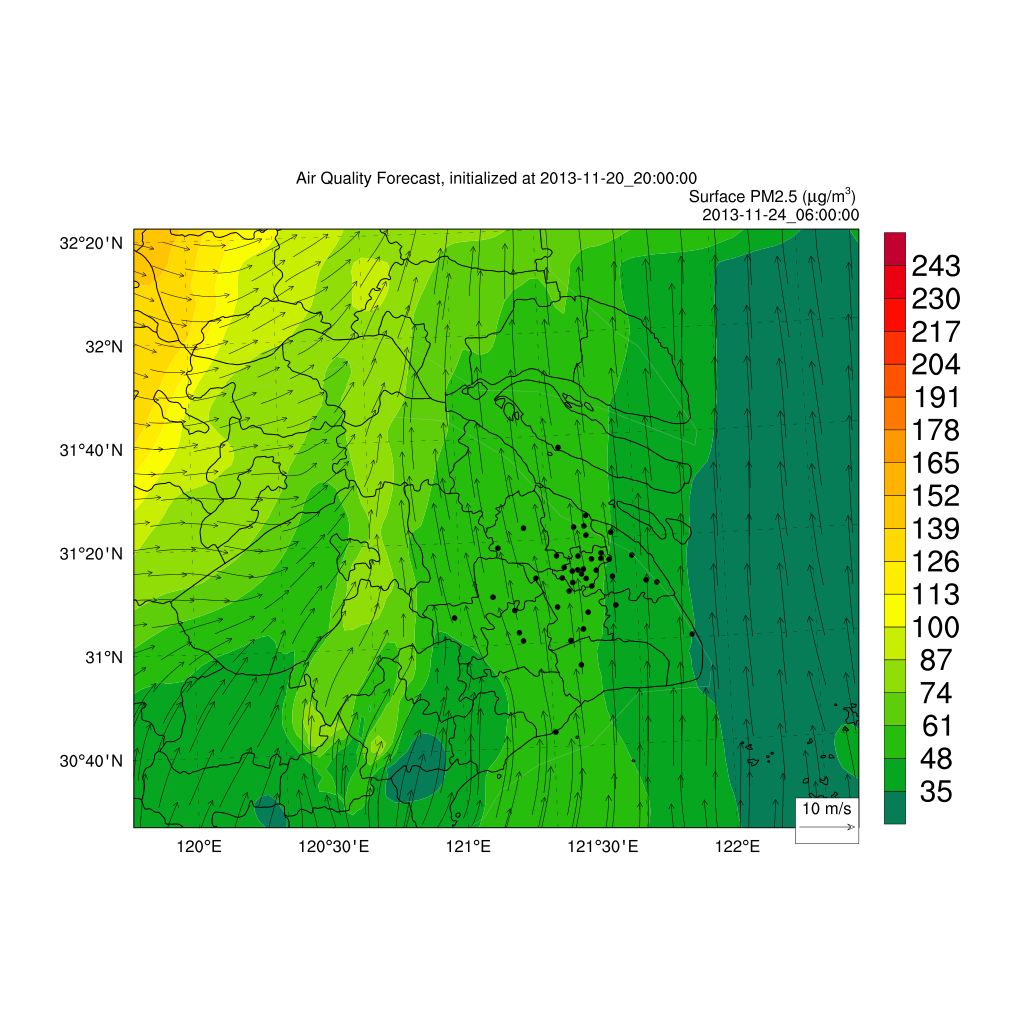 Air Quality Forecast, initialized at 2013-11-20_20:00:00
Surface PM2.5 (μg/m³)
2013-11-24_06:00:00
32°20'N
32°N
31°40'N
31°20'N
31°N
30°40'N
120°E
120°30'E
121°E
121°30'E
122°E
10 m/s
243
230
217
204
191
178
165
152
139
126
113
100
87
74
61
48
35